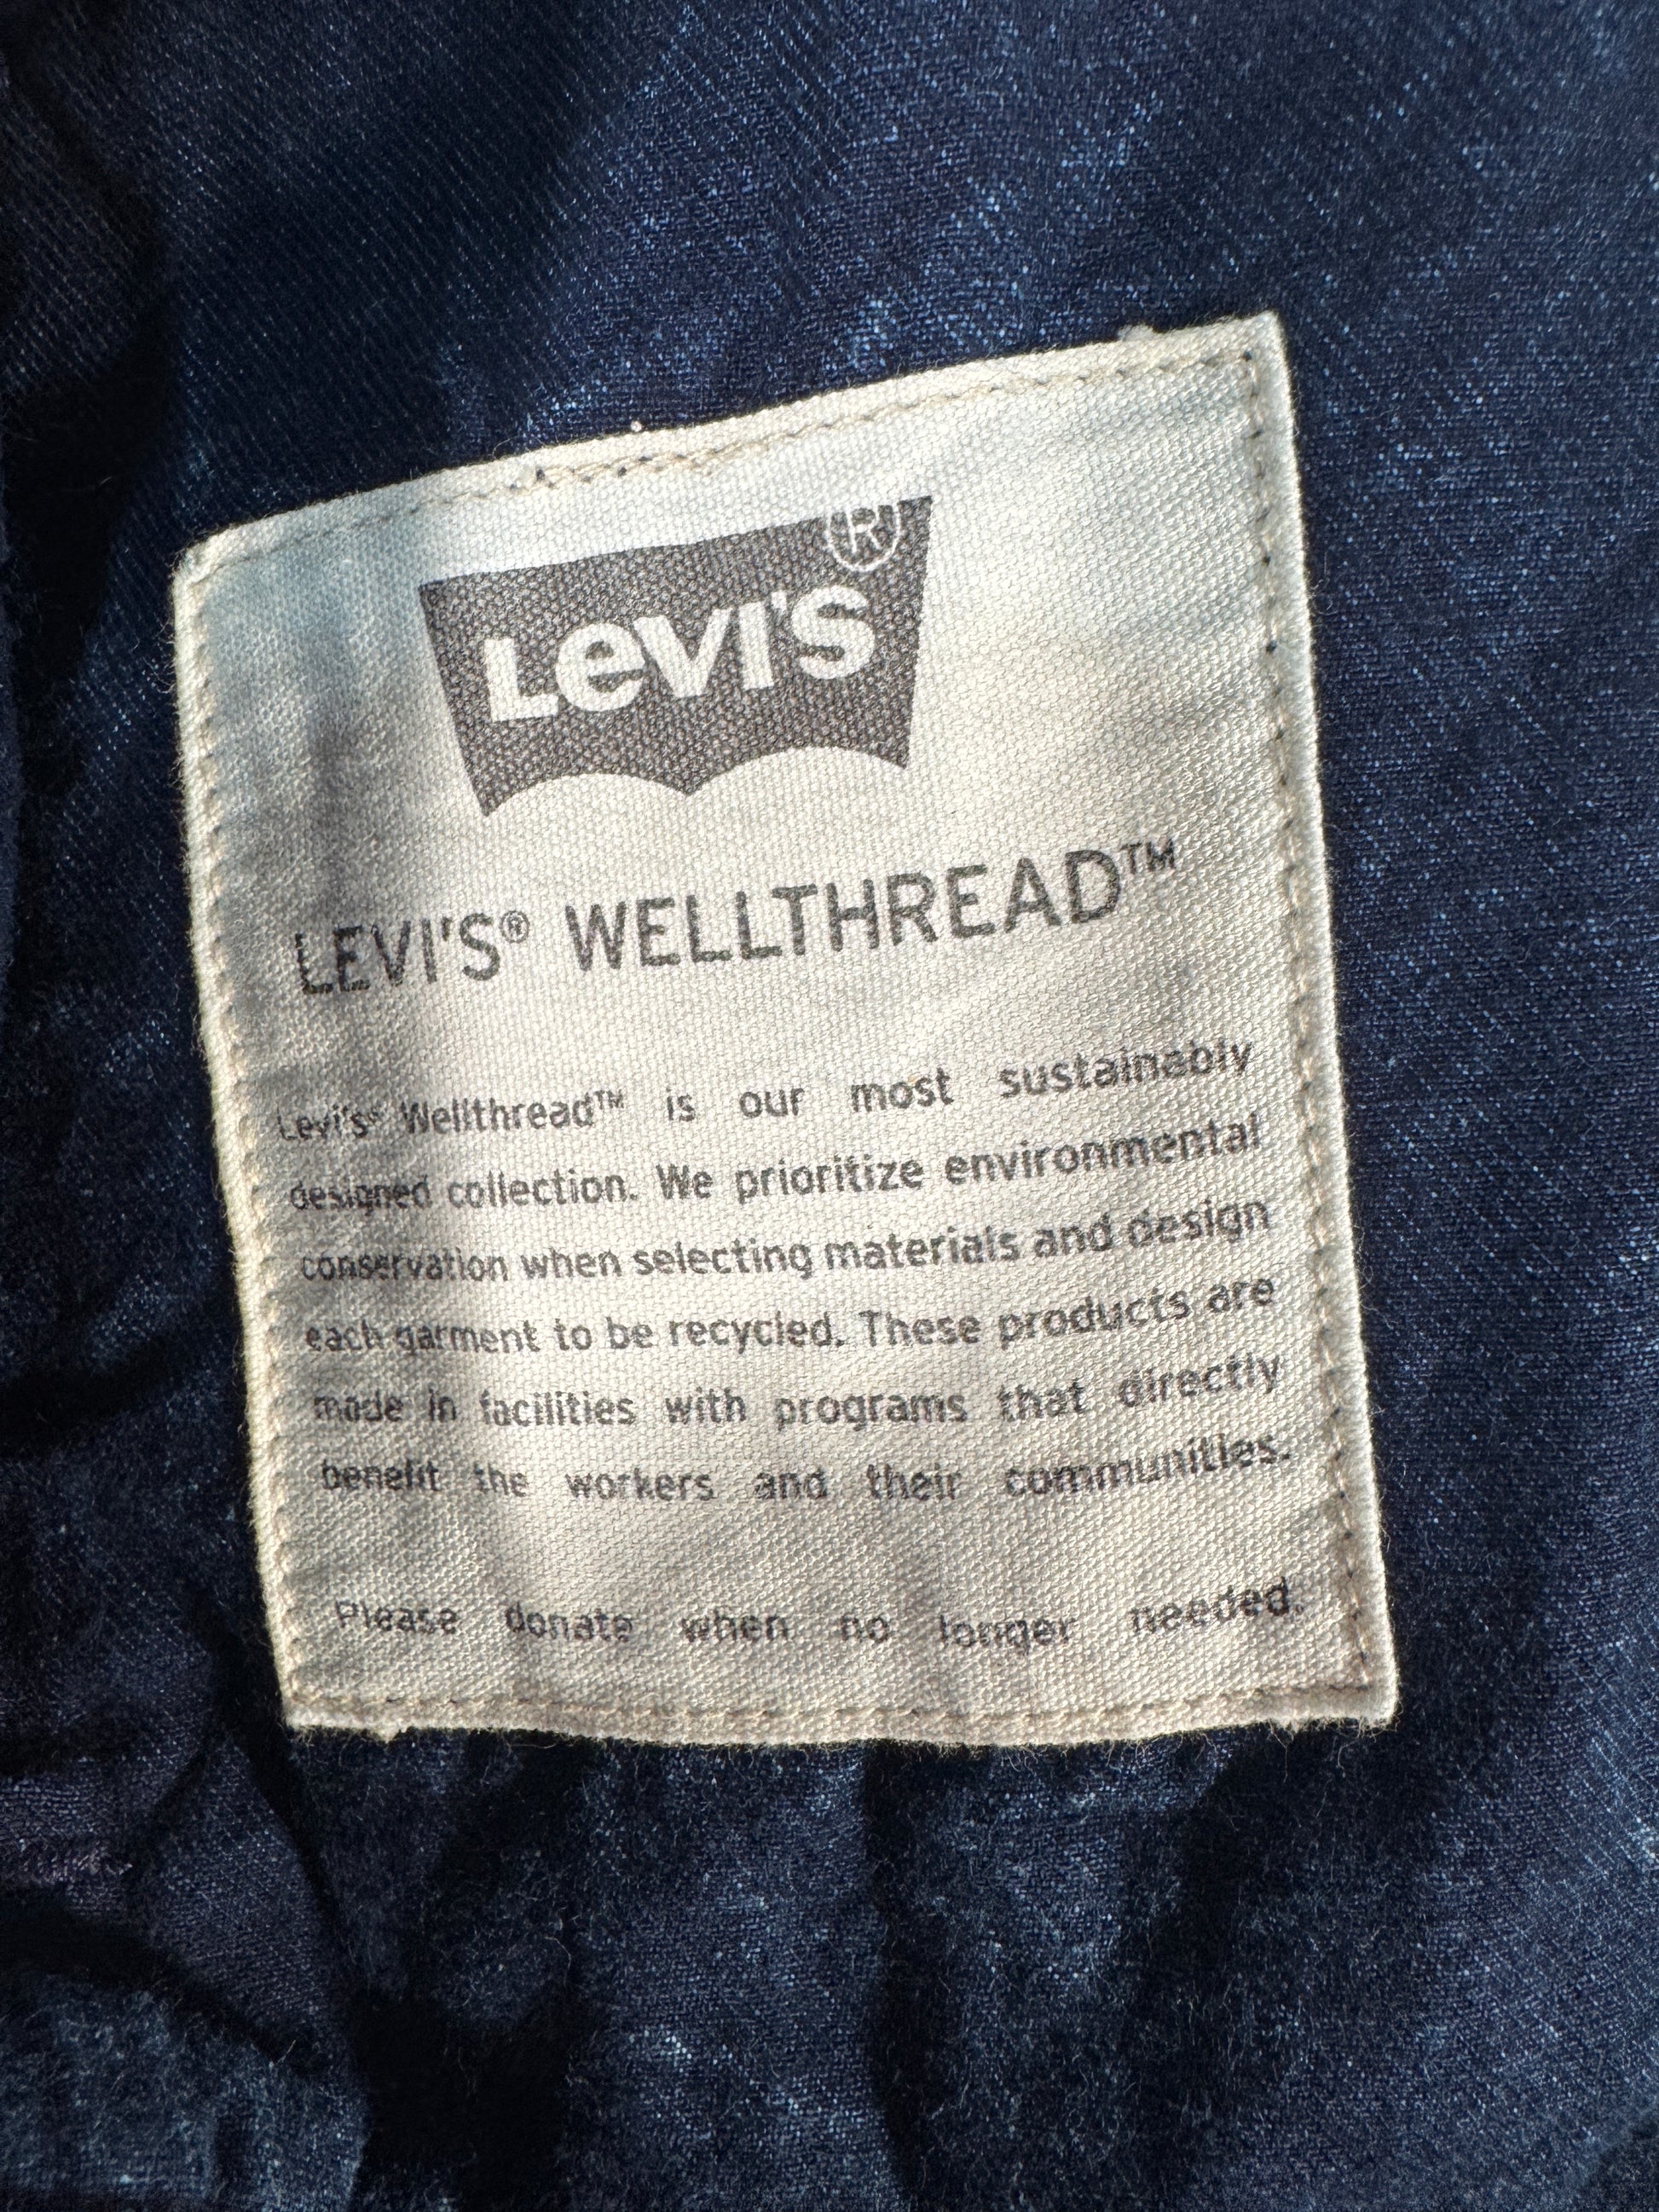 ®
LEVI'S
LEVI'S® WELLTHREAD™
Levi's® Wellthread™ is our most sustainably
designed collection. We prioritize environmental
conservation when selecting materials and design
each garment to be recycled. These products are
made in facilities with programs that directly
benefit the workers and their communities.
Please donate when no longer needed.